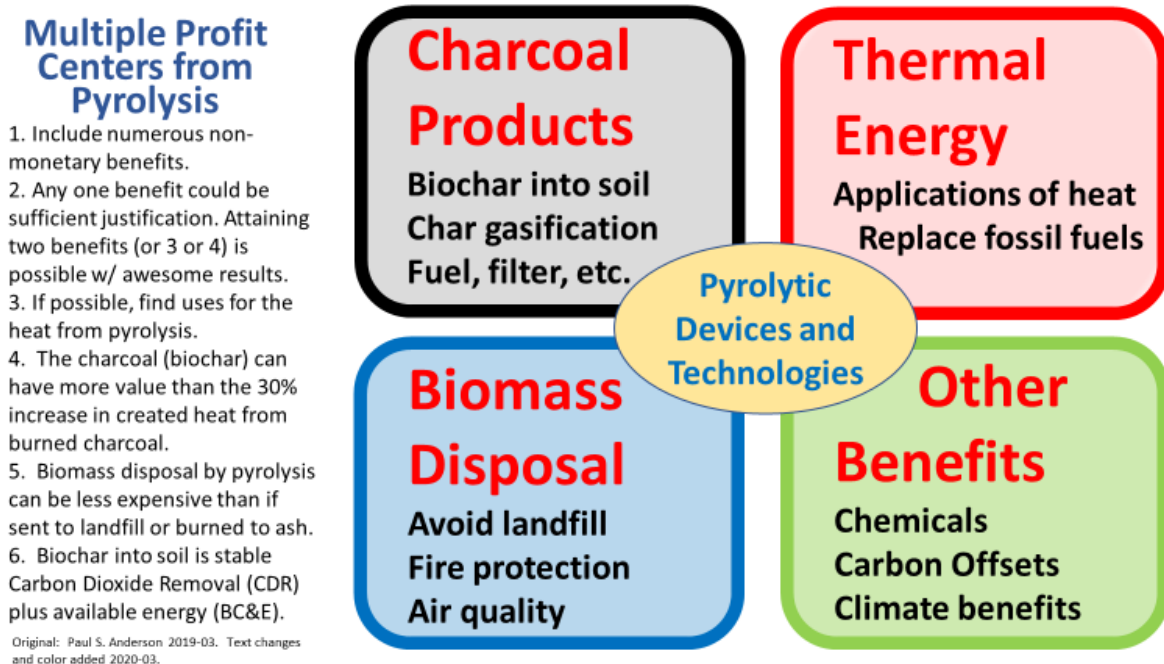 Multiple Profit
Centers from
Pyrolysis
1. Include numerous non-
monetary benefits.
2. Any one benefit could be
sufficient justification. Attaining
two benefits (or 3 or 4) is
possible w/ awesome results.
3. If possible, find uses for the
heat from pyrolysis.
4.  The charcoal (biochar) can
have more value than the 30%
increase in created heat from
burned charcoal.
5.  Biomass disposal by pyrolysis
can be less expensive than if
sent to landfill or burned to ash.
6.  Biochar into soil is stable
Carbon Dioxide Removal (CDR)
plus available energy (BC&E).
Original:  Paul S. Anderson  2019-03.  Text changes
and color added 2020-03.
Charcoal
Products
Biochar into soil
Char gasification
Fuel, filter, etc.
Thermal
Energy
Applications of heat
Replace fossil fuels
Pyrolytic
Devices and
Technologies
Biomass
Disposal
Avoid landfill
Fire protection
Air quality
Other
Benefits
Chemicals
Carbon Offsets
Climate benefits